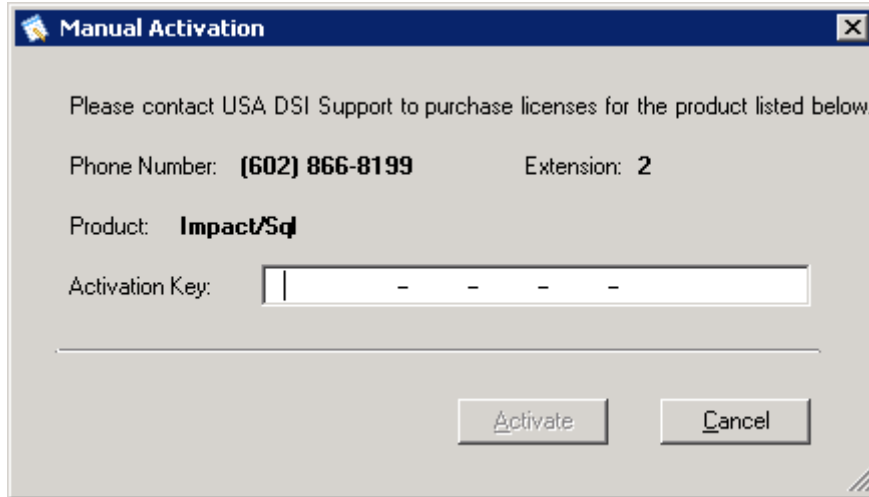 Manual Activation
Please contact USA DSI Support to purchase licenses for the product listed below.
Phone Number: (602) 866-8199 Extension: 2
Product: Impact/Sql
Activation Key: - - - -
Activate Cancel